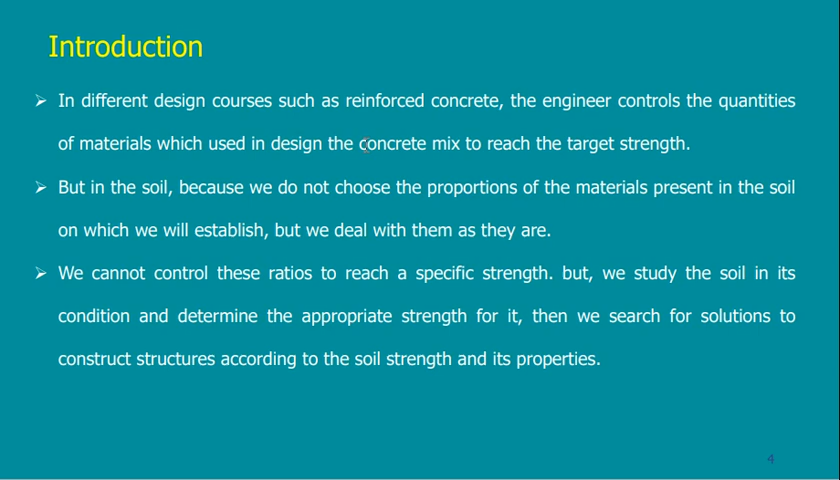 Introduction
➢ In different design courses such as reinforced concrete, the engineer controls the quantities
of materials which used in design the concrete mix to reach the target strength.
➢ But in the soil, because we do not choose the proportions of the materials present in the soil
on which we will establish, but we deal with them as they are.
➢ We cannot control these ratios to reach a specific strength. but, we study the soil in its
condition and determine the appropriate strength for it, then we search for solutions to
construct structures according to the soil strength and its properties.
4